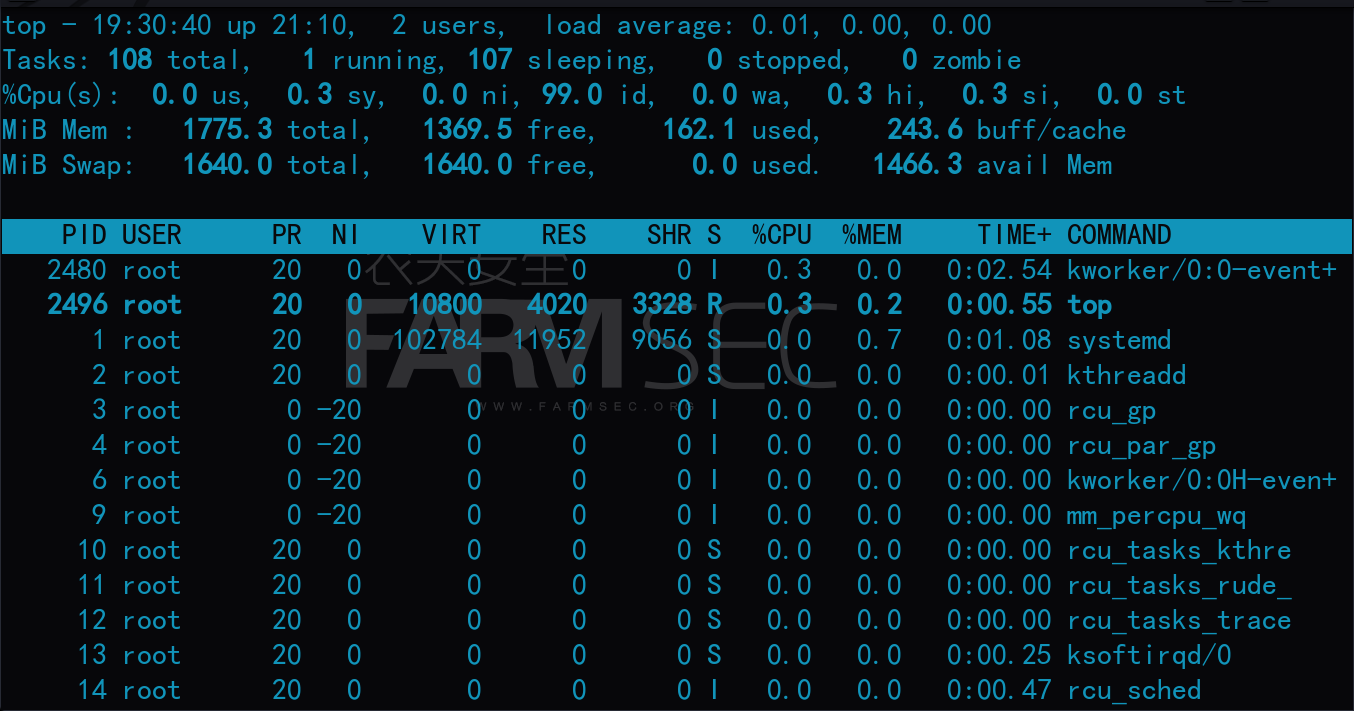 top - 19:30:40 up 21:10,  2 users,  load average: 0.01, 0.00, 0.00
Tasks: 108 total,   1 running, 107 sleeping,   0 stopped,   0 zombie
%Cpu(s):  0.0 us,  0.3 sy,  0.0 ni, 99.0 id,  0.0 wa,  0.3 hi,  0.3 si,  0.0 st
MiB Mem :   1775.3 total,   1369.5 free,    162.1 used,    243.6 buff/cache
MiB Swap:   1640.0 total,   1640.0 free,      0.0 used.   1466.3 avail Mem
PID USER      PR  NI    VIRT    RES    SHR S  %CPU  %MEM     TIME+ COMMAND
2480 root      20   0       0      0      0 I   0.3   0.0   0:02.54 kworker/0:0-event+
农夫安全
2496 root      20   0   10800   4020   3328 R   0.3   0.2   0:00.55 top
1 root      20   0  102784  11952   9056 S   0.0   0.7   0:01.08 systemd
FARMSEC
2 root      20   0       0      0      0 S   0.0   0.0   0:00.01 kthreadd
3 root       0 -20       0      0      0 I   0.0   0.0   0:00.00 rcu_gp
WWW.FARMSEC.ORG
4 root       0 -20       0      0      0 I   0.0   0.0   0:00.00 rcu_par_gp
6 root       0 -20       0      0      0 I   0.0   0.0   0:00.00 kworker/0:0H-even+
9 root       0 -20       0      0      0 I   0.0   0.0   0:00.00 mm_percpu_wq
10 root      20   0       0      0      0 S   0.0   0.0   0:00.00 rcu_tasks_kthre
11 root      20   0       0      0      0 S   0.0   0.0   0:00.00 rcu_tasks_rude_
12 root      20   0       0      0      0 S   0.0   0.0   0:00.00 rcu_tasks_trace
13 root      20   0       0      0      0 S   0.0   0.0   0:00.25 ksoftirqd/0
14 root      20   0       0      0      0 I   0.0   0.0   0:00.47 rcu_sched